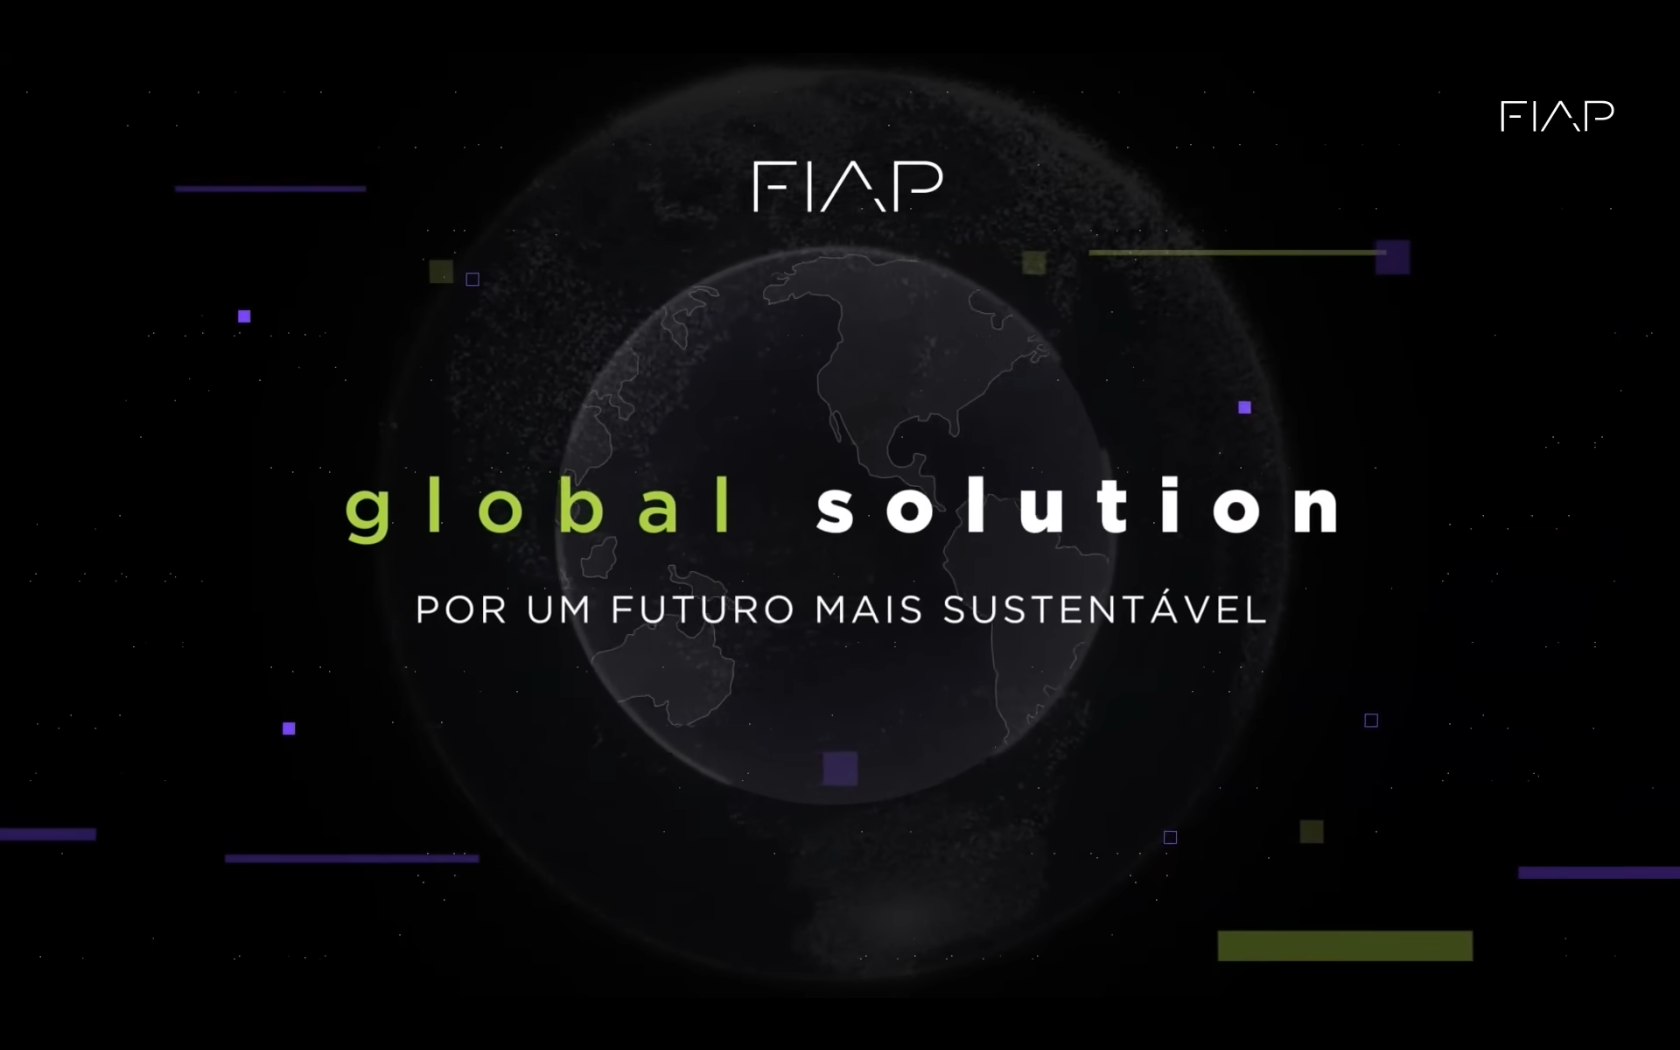 FIAP
FIAP
global solution
POR UM FUTURO MAIS SUSTENTÁVEL